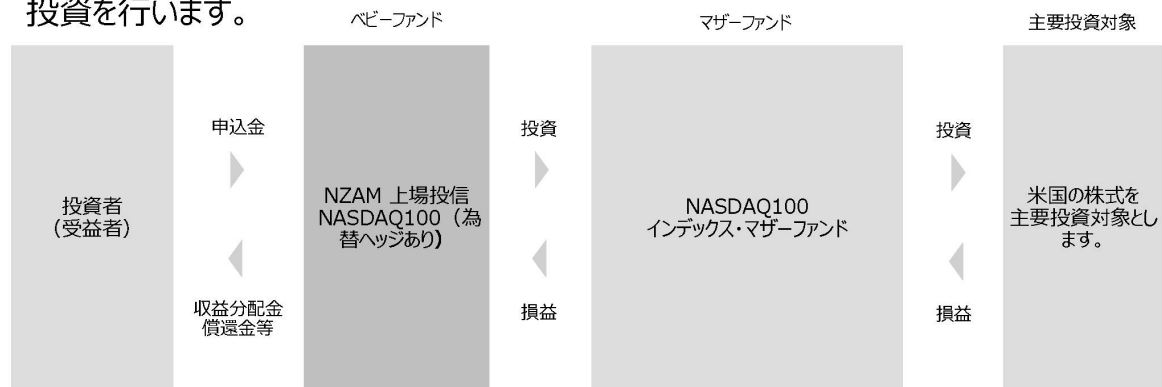 投資を行います。
ベビーファンド
マザーファンド
主要投資対象
申込金
投資
投資
投資者
（受益者）
NZAM 上場投信
NASDAQ100（為
替ヘッジあり）
NASDAQ100
インデックス・マザーファンド
米国の株式を
主要投資対象とし
ます。
収益分配金
償還金等
損益
損益